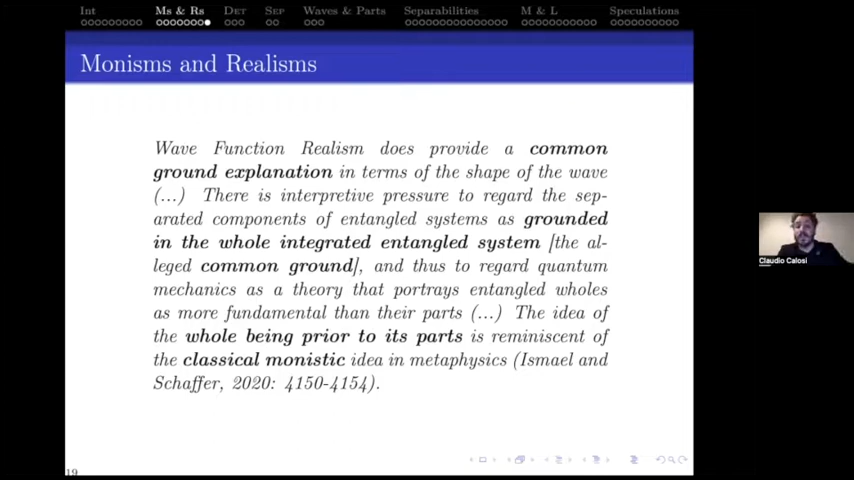 Int Ms & Rs Det Sep Waves & Parts Separabilities M & L Speculations
Monisms and Realisms
Wave Function Realism does provide a common
ground explanation in terms of the shape of the wave
(...) There is interpretive pressure to regard the sep-
arated components of entangled systems as grounded
in the whole integrated entangled system [the al-
leged common ground], and thus to regard quantum
mechanics as a theory that portrays entangled wholes
as more fundamental than their parts (...) The idea of
the whole being prior to its parts is reminiscent of
the classical monistic idea in metaphysics (Ismael and
Schaffer, 2020: 4150-4154).
Claudio Calosi
19